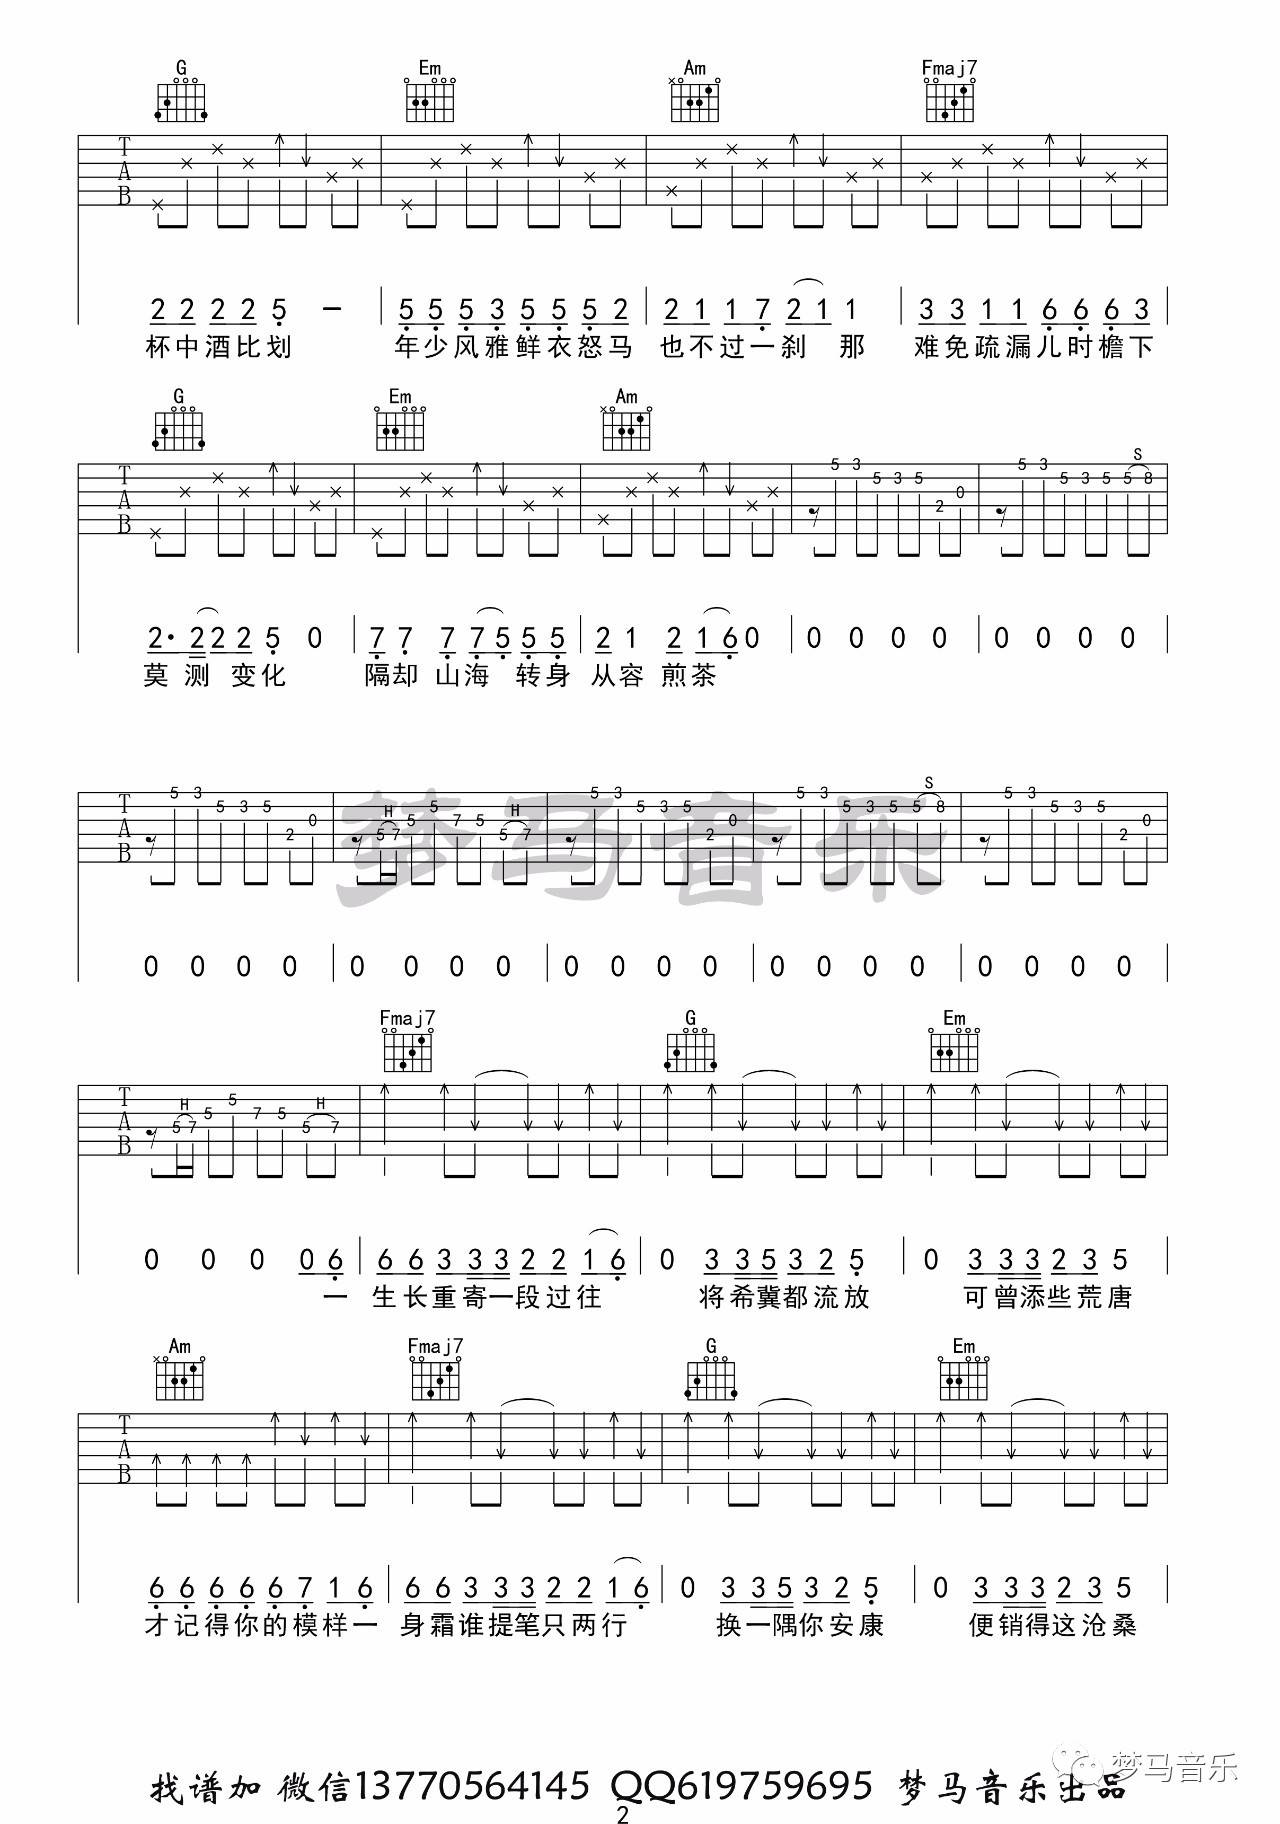 G Em Am Fmaj7
T A B
2 2 2 2 5 – 5 5 5 3 5 5 5 2 2 1 1 7 2 1 1 3 3 1 1 6 6 6 3
杯中酒比划 年少风雅鲜衣怒马 也不过一刹那 难免疏漏儿时檐下
G Em Am
S
T A B 5 3 5 3 5 2 0 5 3 5 3 5 5 8
2· 2 2 2 5 0 7 7 7 7 5 5 5 2 1 2 1 6 0 0 0 0 0 0 0 0 0
莫测变化 隔却山海转身从容煎茶
H H S
T A B 5 3 5 3 5 2 0 5 7 5 5 7 5 5 7 5 3 5 3 5 2 0 5 3 5 3 5 5 8 5 3 5 3 5 2 0
梦马音乐
0 0 0 0 0 0 0 0 0 0 0 0 0 0 0 0 0 0 0 0
Fmaj7 G Em
H H
T A B 5 7 5 5 7 5 5 7
0 0 0 0 6 6 6 3 3 3 2 2 1 6 0 3 3 5 3 2 5 0 3 3 3 2 3 5
一生长重寄一段过往 将希冀都流放 可曾添些荒唐
Am Fmaj7 G Em
T A B
6 6 6 6 6 7 1 6 6 6 3 3 3 2 2 1 6 0 3 3 5 3 2 5 0 3 3 3 2 3 5
才记得你的模样一 身霜谁提笔只两行 换一隅你安康 便销得这沧桑
梦马音乐
找谱加 微信13770564145 QQ619759695 梦马音乐出品
2